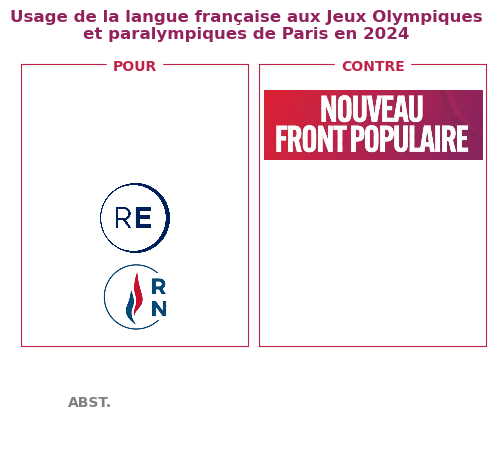 Usage de la langue française aux Jeux Olympiques
et paralympiques de Paris en 2024
POUR
CONTRE
NOUVEAU
FRONT POPULAIRE
RE
R
N
ABST.